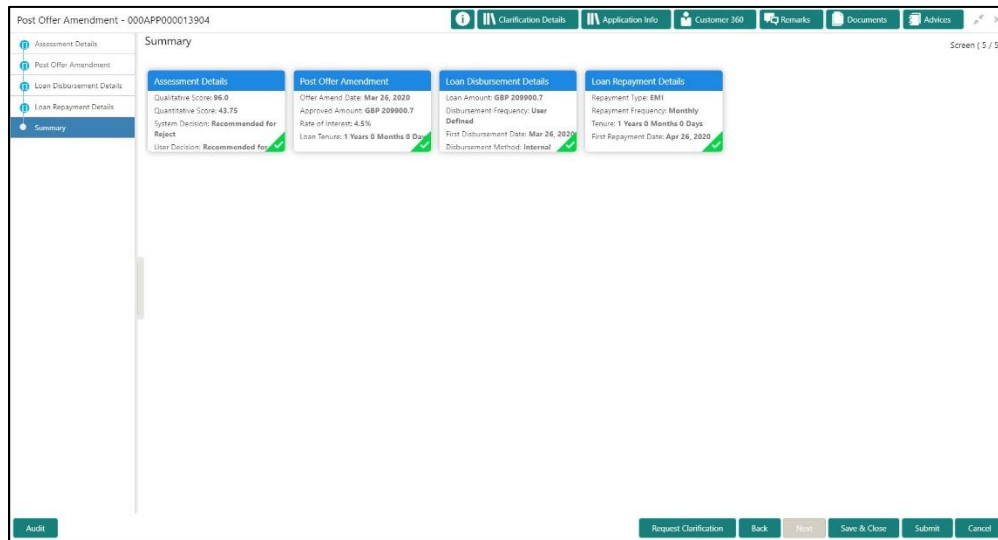 Post Offer Amendment - 000APP000013904
Clarification Details
Application Info
Customer 360
Remarks
Documents
Advices
Assessment Details
Post Offer Amendment
Loan Disbursement Details
Loan Repayment Details
Summary
Summary
Screen ( 5 / 5
Assessment Details
Qualitative Score: 96.0
Quantitative Score: 43.75
System Decision: Recommended for
Reject
User Decision: Recommended for
Post Offer Amendment
Offer Amend Date: Mar 26, 2020
Approved Amount: GBP 209900.7
Rate of Interest: 4.5%
Loan Tenure: 1 Years 0 Months 0 Day
Loan Disbursement Details
Loan Amount: GBP 209900.7
Disbursement Frequency: User
Defined
First Disbursement Date: Mar 26, 2020
Disbursement Method: Internal
Loan Repayment Details
Repayment Type: EMI
Repayment Frequency: Monthly
Tenure: 1 Years 0 Months 0 Days
First Repayment Date: Apr 26, 2020
Audit
Request Clarification
Back
Next
Save & Close
Submit
Cancel